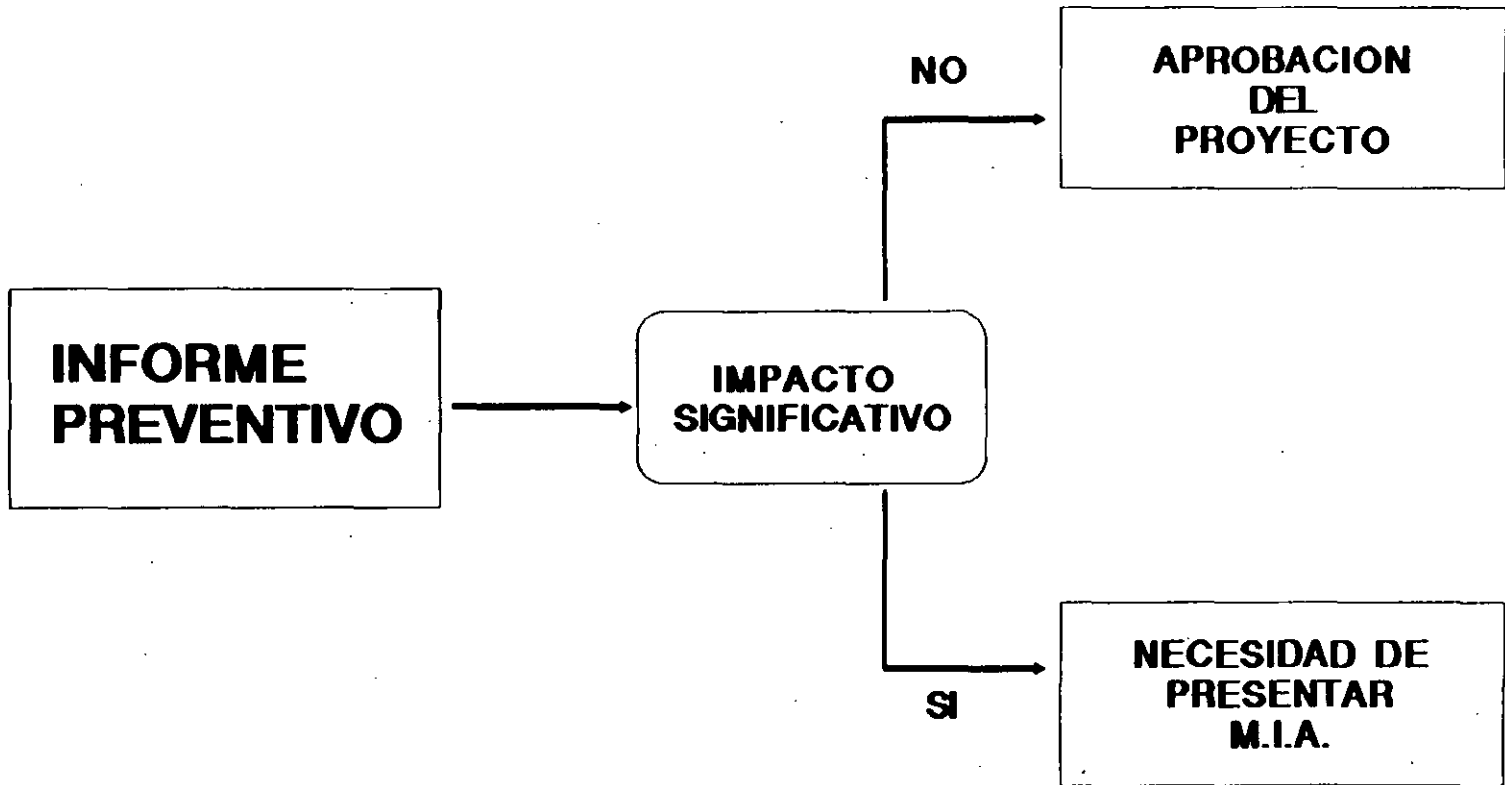 INFORME
PREVENTIVO
IMPACTO
SIGNIFICATIVO
NO
APROBACION
DEL
PROYECTO
SI
NECESIDAD DE
PRESENTAR
M.I.A.